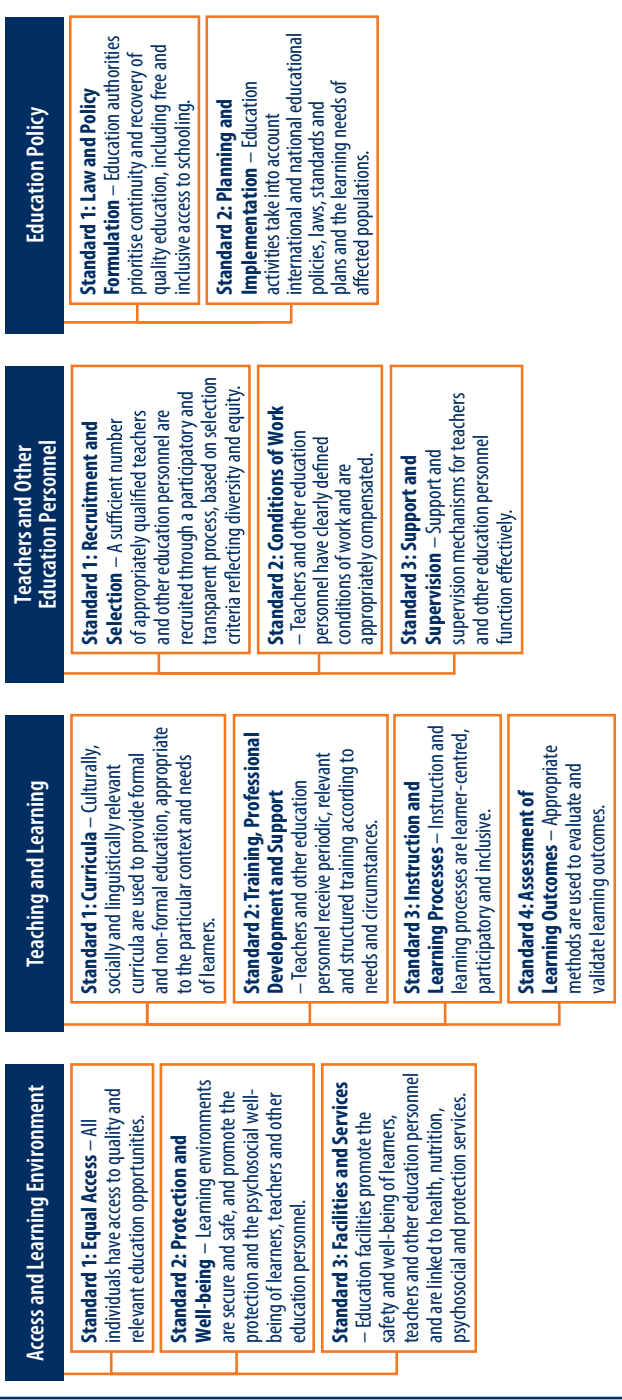 Access and Learning Environment
Standard 1: Equal Access – All
individuals have access to quality and
relevant education opportunities.
Standard 2: Protection and
Well-being – Learning environments
are secure and safe, and promote the
protection and the psychosocial well-
being of learners, teachers and other
education personnel.
Standard 3: Facilities and Services
– Education facilities promote the
safety and well-being of learners,
teachers and other education personnel
and are linked to health, nutrition,
psychosocial and protection services.
Teaching and Learning
Standard 1: Curricula – Culturally,
socially and linguistically relevant
curricula are used to provide formal
and non-formal education, appropriate
to the particular context and needs
of learners.
Standard 2: Training, Professional
Development and Support
– Teachers and other education
personnel receive periodic, relevant
and structured training according to
needs and circumstances.
Standard 3: Instruction and
Learning Processes – Instruction and
learning processes are learner-centred,
participatory and inclusive.
Standard 4: Assessment of
Learning Outcomes – Appropriate
methods are used to evaluate and
validate learning outcomes.
Teachers and Other
Education Personnel
Standard 1: Recruitment and
Selection – A sufficient number
of appropriately qualified teachers
and other education personnel are
recruited through a participatory and
transparent process, based on selection
criteria reflecting diversity and equity.
Standard 2: Conditions of Work
– Teachers and other education
personnel have clearly defined
conditions of work and are
appropriately compensated.
Standard 3: Support and
Supervision – Support and
supervision mechanisms for teachers
and other education personnel
function effectively.
Education Policy
Standard 1: Law and Policy
Formulation – Education authorities
prioritise continuity and recovery of
quality education, including free and
inclusive access to schooling.
Standard 2: Planning and
Implementation – Education
activities take into account
international and national educational
policies, laws, standards and
plans and the learning needs of
affected populations.